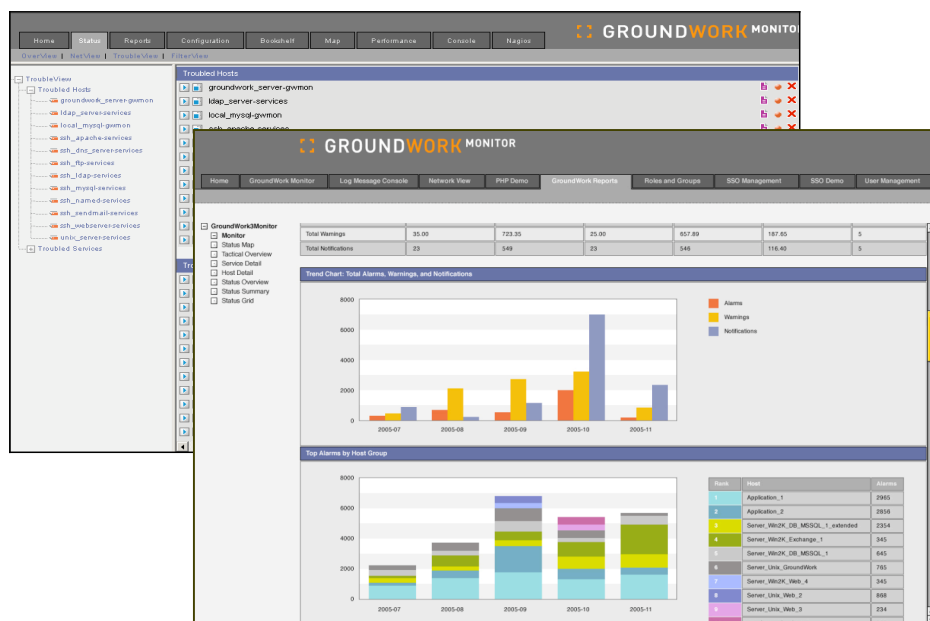 GROUNDWORK MONITO
Home Status Reports Configuration Bookshelf Map Performance Console Nagios
OverView | NetView | TroubleView | FilterView
TroubleView
Troubled Hosts
groundwork_server-gwmon
ldap_server-services
local_mysql-gwmon
ssh_apache-services
ssh_dns_server-services
ssh_ftp-services
ssh_ldap-services
ssh_mysql-services
ssh_named-services
ssh_sendmail-services
ssh_webserver-services
unix_server-services
Troubled Services
Troubled Hosts
groundwork_server-gwmon
ldap_server-services
local_mysql-gwmon
ssh_apache-services
Tro
GROUNDWORK MONITOR
Home GroundWork Monitor Log Message Console Network View PHP Demo GroundWork Reports Roles and Groups SSO Management SSO Demo User Management
GroundWork3Monitor
Monitor
Status Map
Tactical Overview
Service Detail
Host Detail
Status Overview
Status Summary
Status Grid
Total Warnings 35.00 723.35 25.00 657.89 187.65 5
Total Notifications 23 549 23 546 116.40 5
Trend Chart: Total Alarms, Warnings, and Notifications
8000
6000
4000
2000
0
2005-07 2005-08 2005-09 2005-10 2005-11
Alarms
Warnings
Notifications
Top Alarms by Host Group
8000
6000
4000
2000
0
2005-07 2005-08 2005-09 2005-10 2005-11
Rank Host Alarms
1 Application_1 2965
2 Application_2 2856
3 Server_Win2K_DB_MSSQL_1_extended 2354
4 Server_Win2K_Exchange_1 345
5 Server_Win2K_DB_MSSQL_1 645
6 Server_Unix_GroundWork 765
7 Server_Win2K_Web_4 345
8 Server_Unix_Web_2 868
9 Server_Unix_Web_3 234